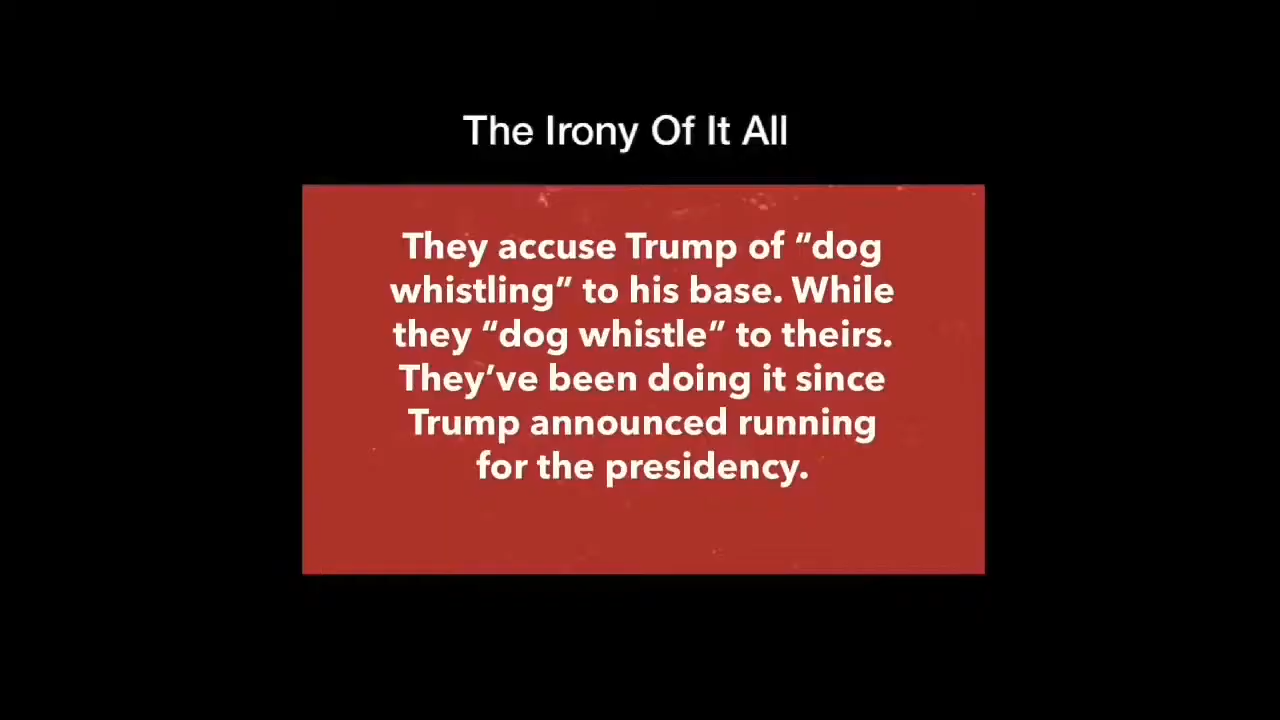 The Irony Of It All
They accuse Trump of “dog
whistling” to his base. While
they “dog whistle” to theirs.
They’ve been doing it since
Trump announced running
for the presidency.